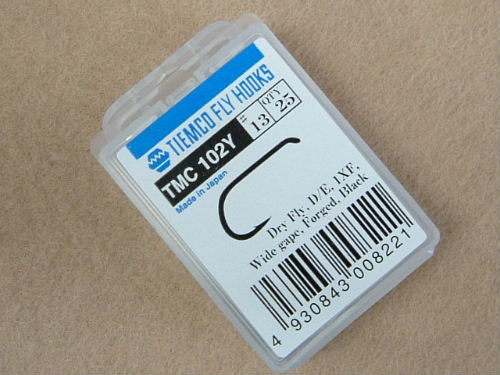 TIEMCO FLY HOOKS
TMC 102Y
# 13
QTY 25
Made in Japan
Dry Fly, D/E, 1XF,
Wide gape, Forged, Black
4 930843 008221